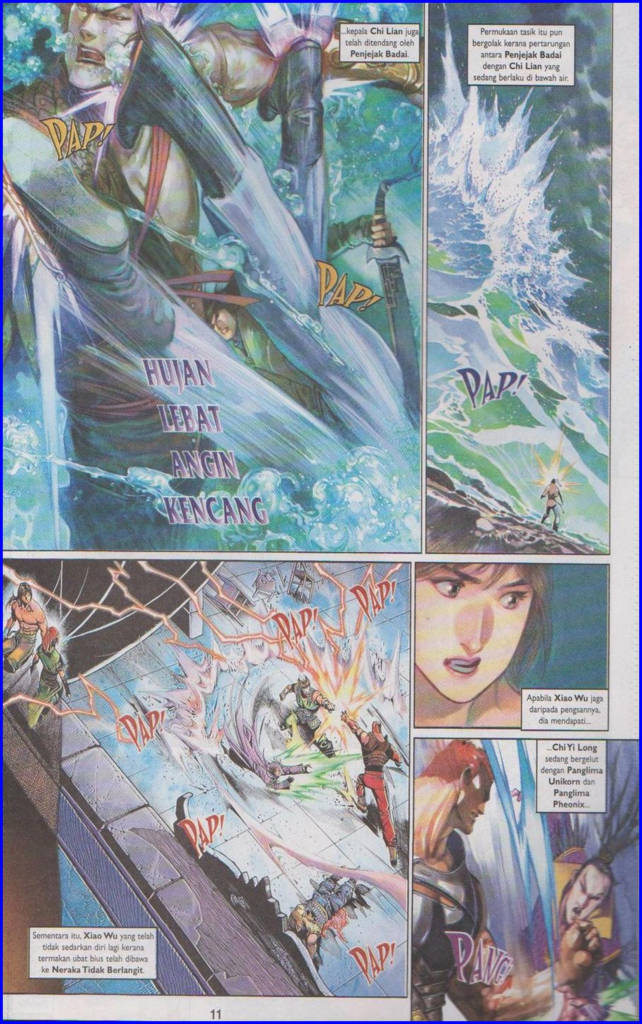 ...kepala Chi Lian juga
telah ditendang oleh
Penjejak Badai.
PAP!
PAP!
HUJAN
LEBAT
ANGIN
KENCANG
Permukaan tasik itu pun
bergolak kerana pertarungan
antara Penjejak Badai
dengan Chi Lian yang
sedang berlaku di bawah air.
PAP!
PAP!
PAP!
PAP!
PAP!
PAP!
Sementara itu, Xiao Wu yang telah
tidak sedarkan diri lagi kerana
termakan ubat bius telah dibawa
ke Neraka Tidak Berlangit.
Apabila Xiao Wu jaga
daripada pengsannya,
dia mendapati...
...Chi Yi Long
sedang bergelut
dengan Panglima
Unikorn dan
Panglima
Pheonix...
PANG!
11